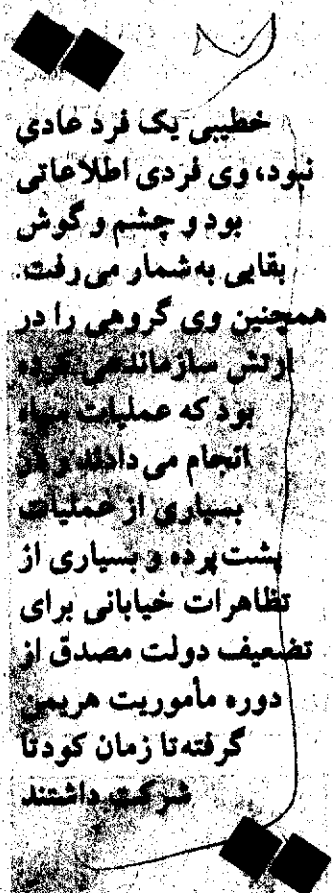 خطیبی یک فرد عادی
نبود، وی فردی اطلاعاتی
بود و چشم و گوش
بقایی به‌شمار می‌رفت.
همچنین وی گروهی را در
ارتش سازماندهی کرده
بود که عملیات سیاه
انجام می‌دادند و در
بسیاری از عملیات
پشت‌پرده و بسیاری از
تظاهرات خیابانی برای
تضعیف دولت مصدق از
دوره مأموریت هریمن
گرفته تا زمان کودتا
شرکت داشتند